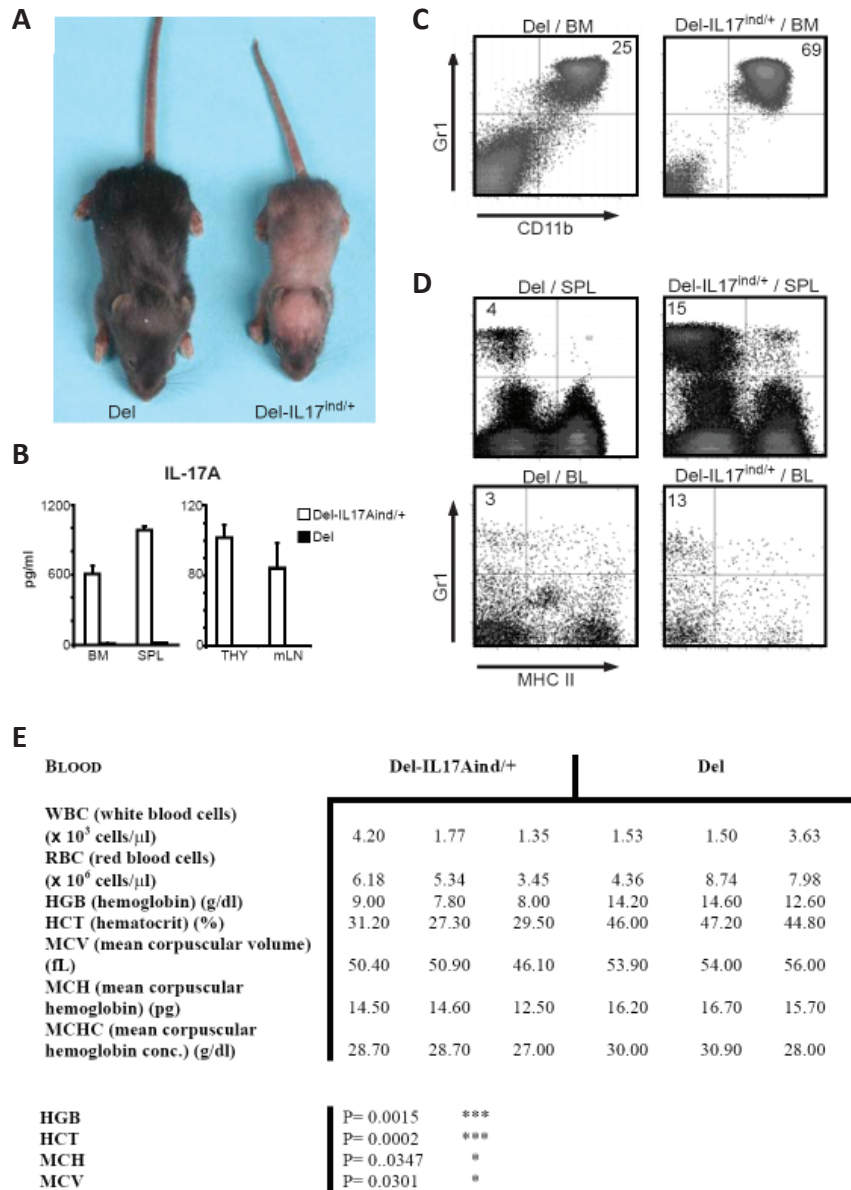 A
Del
Del-IL17ind/+
B
IL-17A
pg/ml
1200
600
0
BM
SPL
120
80
0
THY
mLN
Del-IL17Aind/+
Del
C
Del / BM
25
Del-IL17ind/+ / BM
69
Gr1
CD11b
D
Del / SPL
4
Del-IL17ind/+ / SPL
15
Del / BL
3
Del-IL17ind/+ / BL
13
Gr1
MHC II
E
BLOOD Del-IL17Aind/+ Del
WBC (white blood cells)
(x 10³ cells/µl) 4.20 1.77 1.35 1.53 1.50 3.63
RBC (red blood cells)
(x 10⁶ cells/µl) 6.18 5.34 3.45 4.36 8.74 7.98
HGB (hemoglobin) (g/dl) 9.00 7.80 8.00 14.20 14.60 12.60
HCT (hematocrit) (%) 31.20 27.30 29.50 46.00 47.20 44.80
MCV (mean corpuscular volume)
(fL) 50.40 50.90 46.10 53.90 54.00 56.00
MCH (mean corpuscular
hemoglobin) (pg) 14.50 14.60 12.50 16.20 16.70 15.70
MCHC (mean corpuscular
hemoglobin conc.) (g/dl) 28.70 28.70 27.00 30.00 30.90 28.00
HGB P= 0.0015 ***
HCT P= 0.0002 ***
MCH P= 0..0347 *
MCV P= 0.0301 *